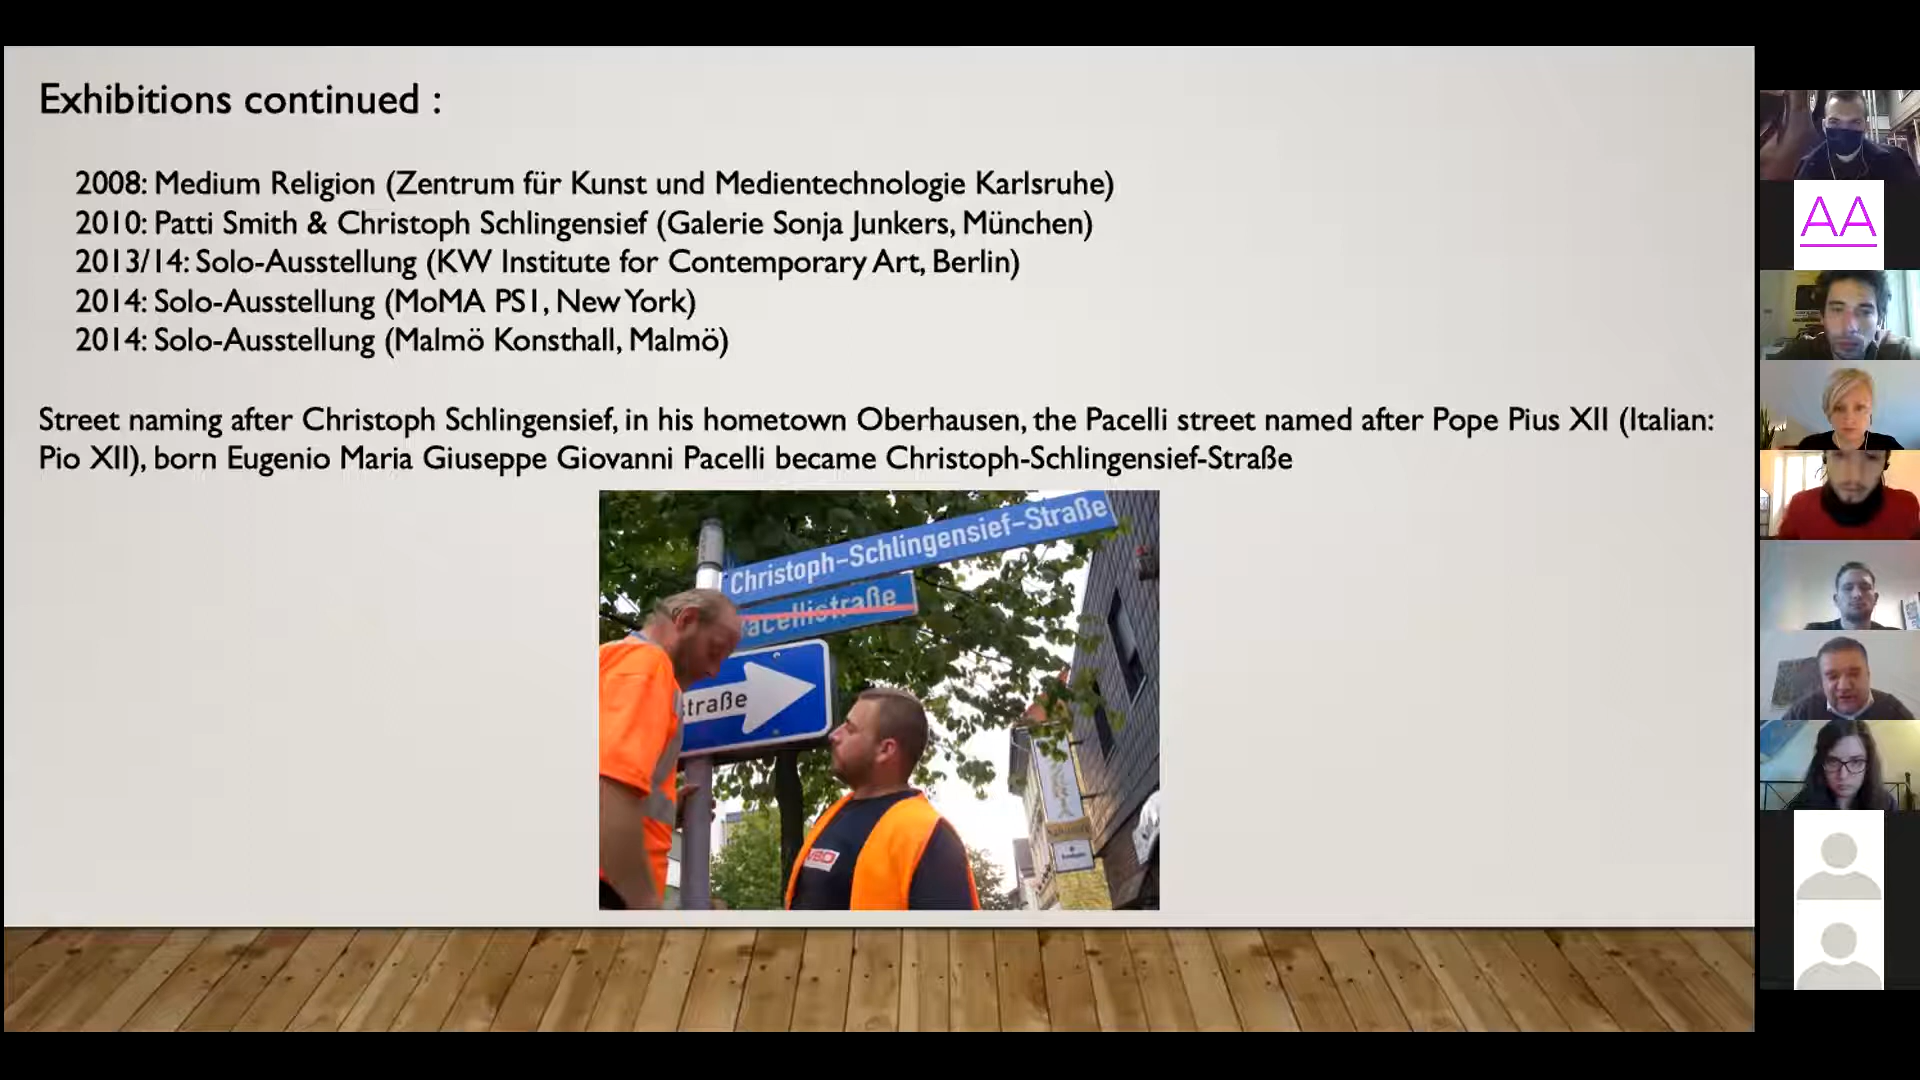 Exhibitions continued :
2008: Medium Religion (Zentrum für Kunst und Medientechnologie Karlsruhe)
2010: Patti Smith & Christoph Schlingensief (Galerie Sonja Junkers, München)
2013/14: Solo-Ausstellung (KW Institute for Contemporary Art, Berlin)
2014: Solo-Ausstellung (MoMA PS1, New York)
2014: Solo-Ausstellung (Malmö Konsthall, Malmö)
Street naming after Christoph Schlingensief, in his hometown Oberhausen, the Pacelli street named after Pope Pius XII (Italian:
Pio XII), born Eugenio Maria Giuseppe Giovanni Pacelli became Christoph-Schlingensief-Straße
Christoph-Schlingensief-Straße
acellistraße
straße
AA